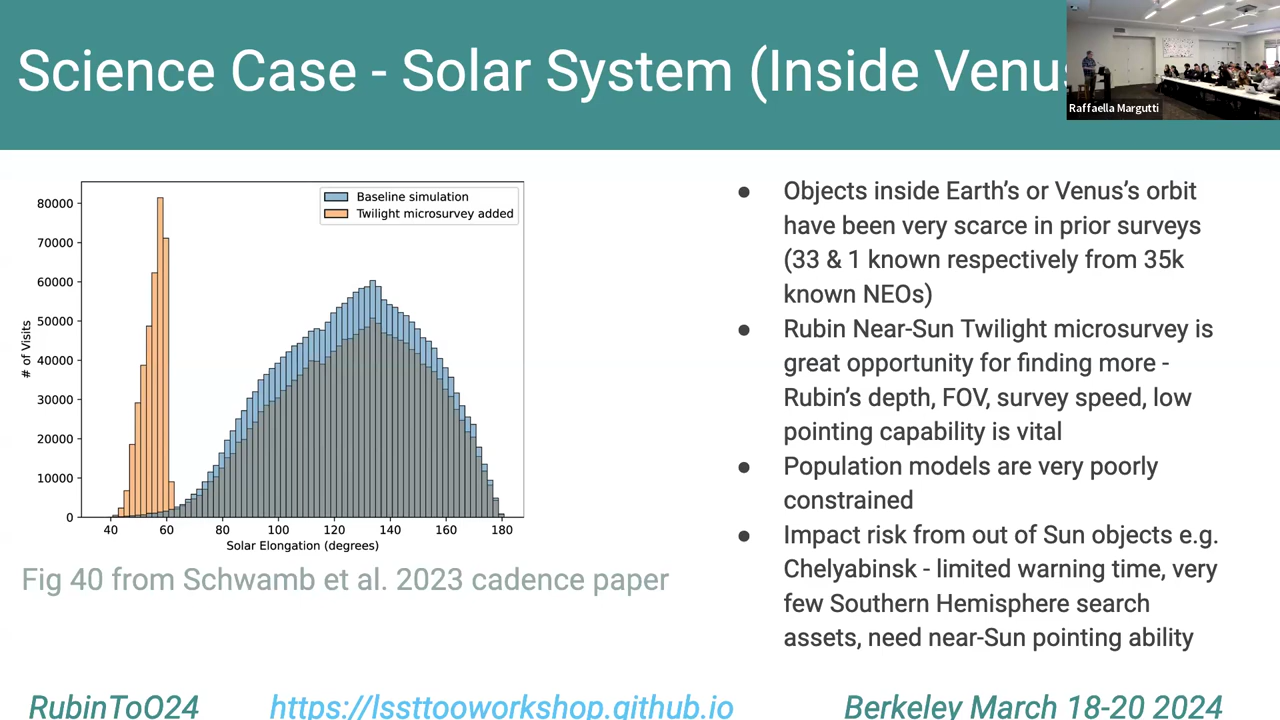 Science Case - Solar System (Inside Venus
Raffaella Margutti
Baseline simulation
Twilight microsurvey added
80000
70000
60000
50000
40000
30000
20000
10000
0
# of Visits
40 60 80 100 120 140 160 180
Solar Elongation (degrees)
Fig 40 from Schwamb et al. 2023 cadence paper
● Objects inside Earth's or Venus's orbit
have been very scarce in prior surveys
(33 & 1 known respectively from 35k
known NEOs)
● Rubin Near-Sun Twilight microsurvey is
great opportunity for finding more -
Rubin's depth, FOV, survey speed, low
pointing capability is vital
● Population models are very poorly
constrained
● Impact risk from out of Sun objects e.g.
Chelyabinsk - limited warning time, very
few Southern Hemisphere search
assets, need near-Sun pointing ability
RubinToO24 https://lssttooworkshop.github.io Berkeley March 18-20 2024